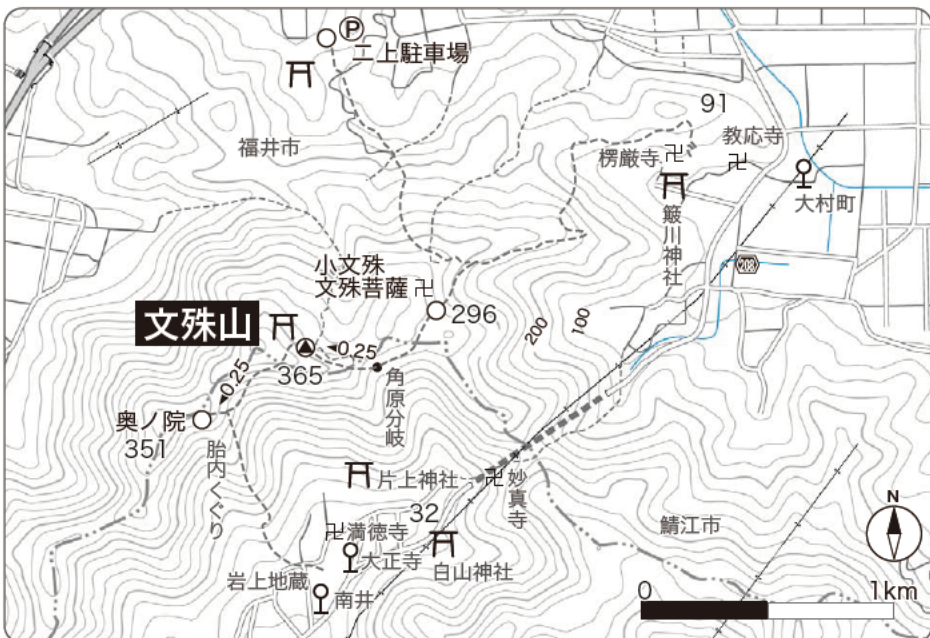 P
二上駐車場
91
福井市
楞厳寺
教応寺
大村町
簸川神社
208
小文殊
文殊菩薩
296
200
100
文殊山
0.25
365
角原分岐
0.25
奥ノ院
351
胎内くぐり
片上神社
妙真寺
32
満徳寺
大正寺
白山神社
岩上地蔵
南井
鯖江市
N
0
1km